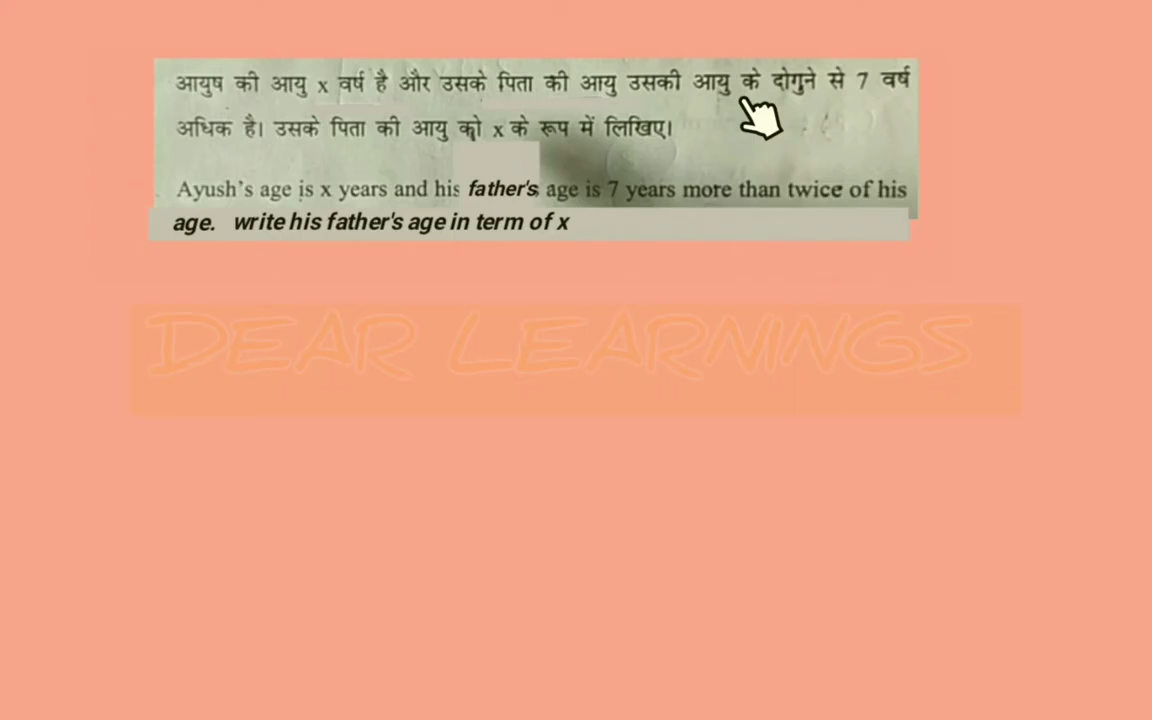 आयुष की आयु x वर्ष है और उसके पिता की आयु उसकी आयु के दोगुने से 7 वर्ष
अधिक है। उसके पिता की आयु को x के रूप में लिखिए।
Ayush's age is x years and his father's age is 7 years more than twice of his
age. write his father's age in term of x
DEAR LEARNINGS